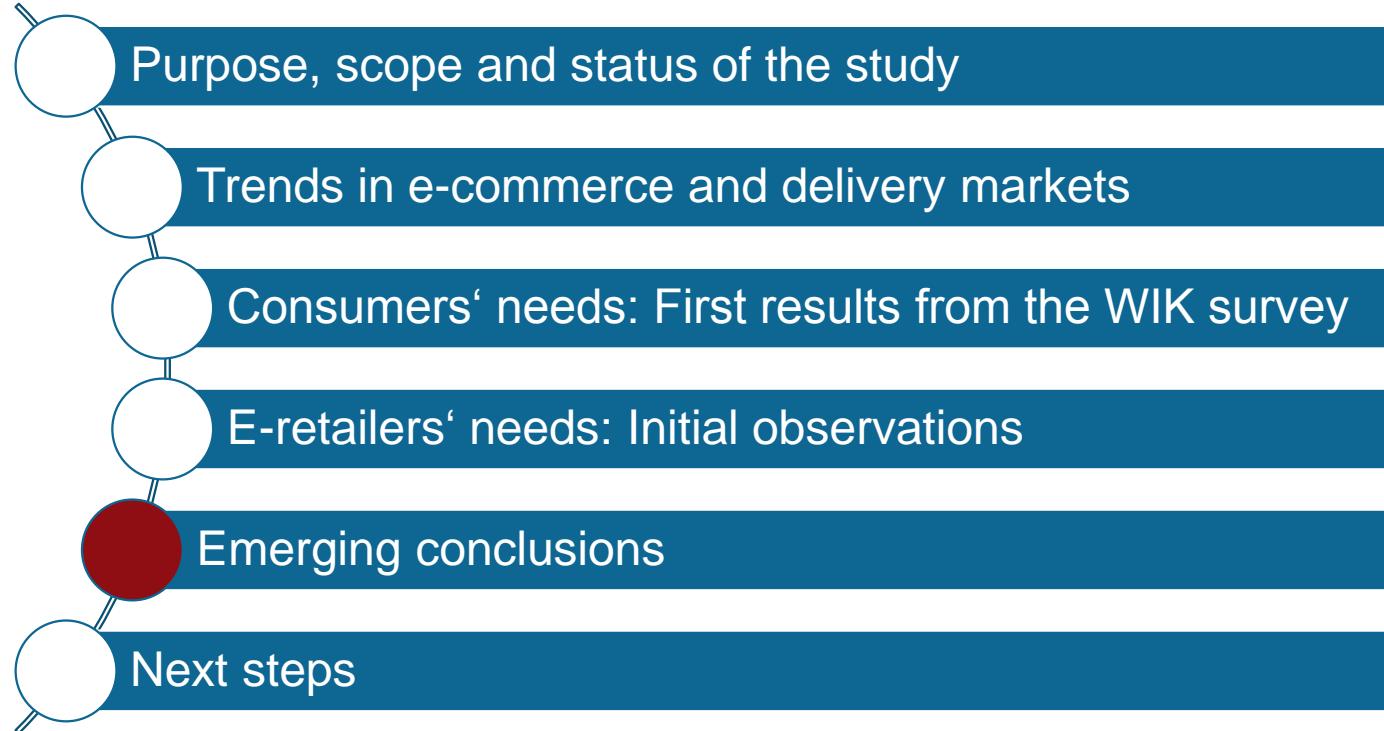 Purpose, scope and status of the study
Trends in e-commerce and delivery markets
Consumers‘ needs: First results from the WIK survey
E-retailers‘ needs: Initial observations
Emerging conclusions
Next steps